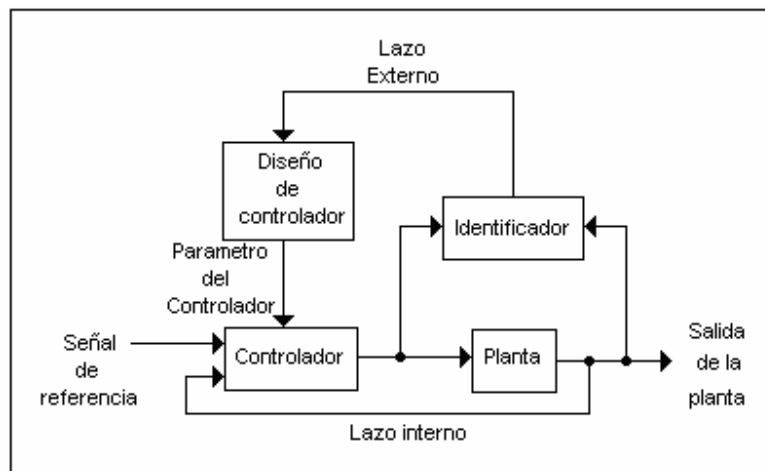 Lazo
Externo
Diseño
de
controlador
Identificador
Parametro
del
Controlador
Señal
de
referencia
Controlador
Planta
Salida
de la
planta
Lazo interno